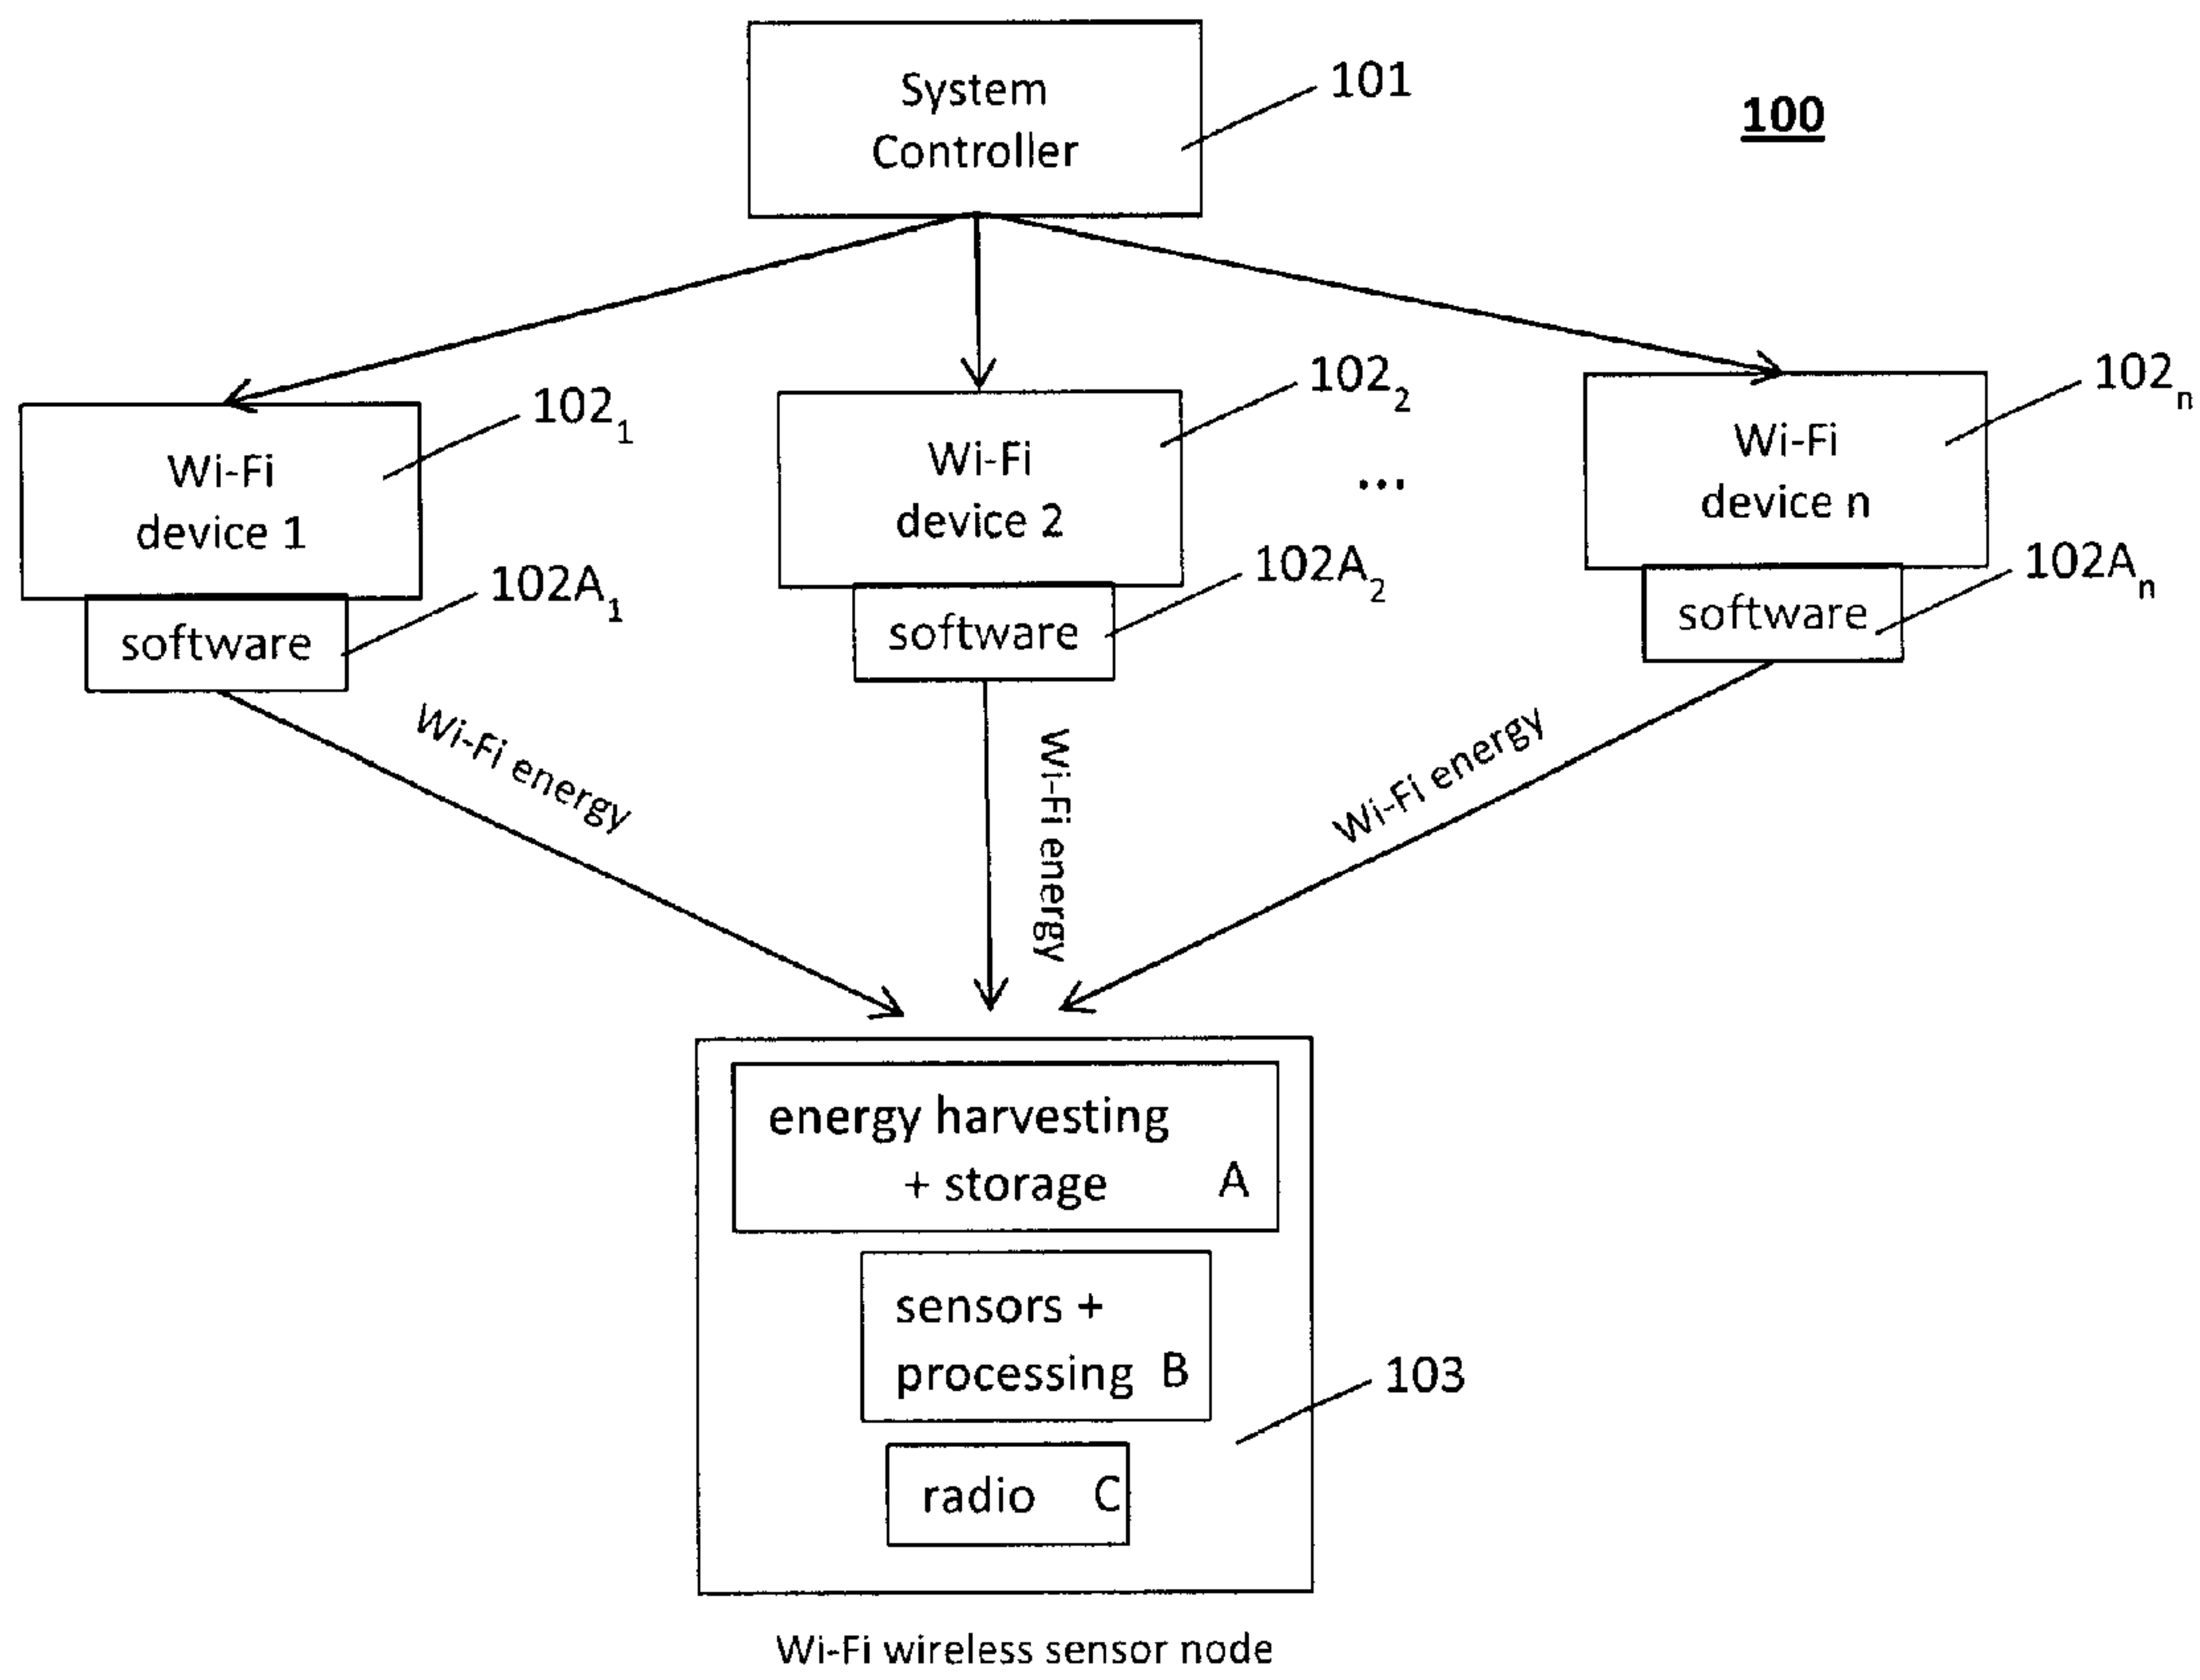 System
Controller
101
100
Wi-Fi
device 1
102₁
software
102A₁
Wi-Fi
device 2
102₂
software
102A₂
...
Wi-Fi
device n
102ₙ
software
102Aₙ
Wi-Fi energy
Wi-Fi energy
Wi-Fi energy
energy harvesting
+ storage A
sensors +
processing B
radio C
103
Wi-Fi wireless sensor node